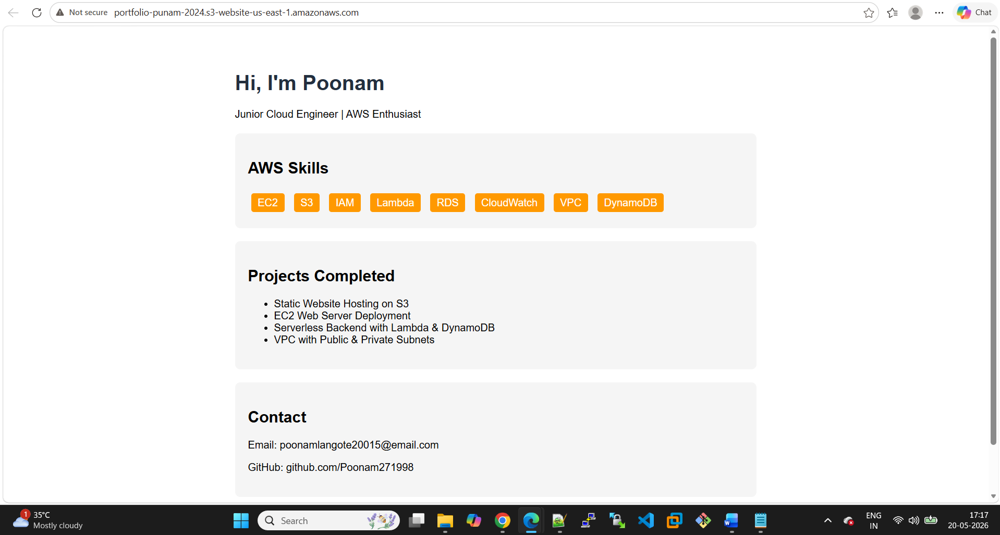 Not secure portfolio-punam-2024.s3-website-us-east-1.amazonaws.com
Chat
Hi, I'm Poonam
Junior Cloud Engineer | AWS Enthusiast
AWS Skills
EC2 S3 IAM Lambda RDS CloudWatch VPC DynamoDB
Projects Completed
• Static Website Hosting on S3
• EC2 Web Server Deployment
• Serverless Backend with Lambda & DynamoDB
• VPC with Public & Private Subnets
Contact
Email: poonamlangote20015@email.com
GitHub: github.com/Poonam271998
1
35°C
Mostly cloudy
Search
W
ENG
IN
17:17
20-05-2026